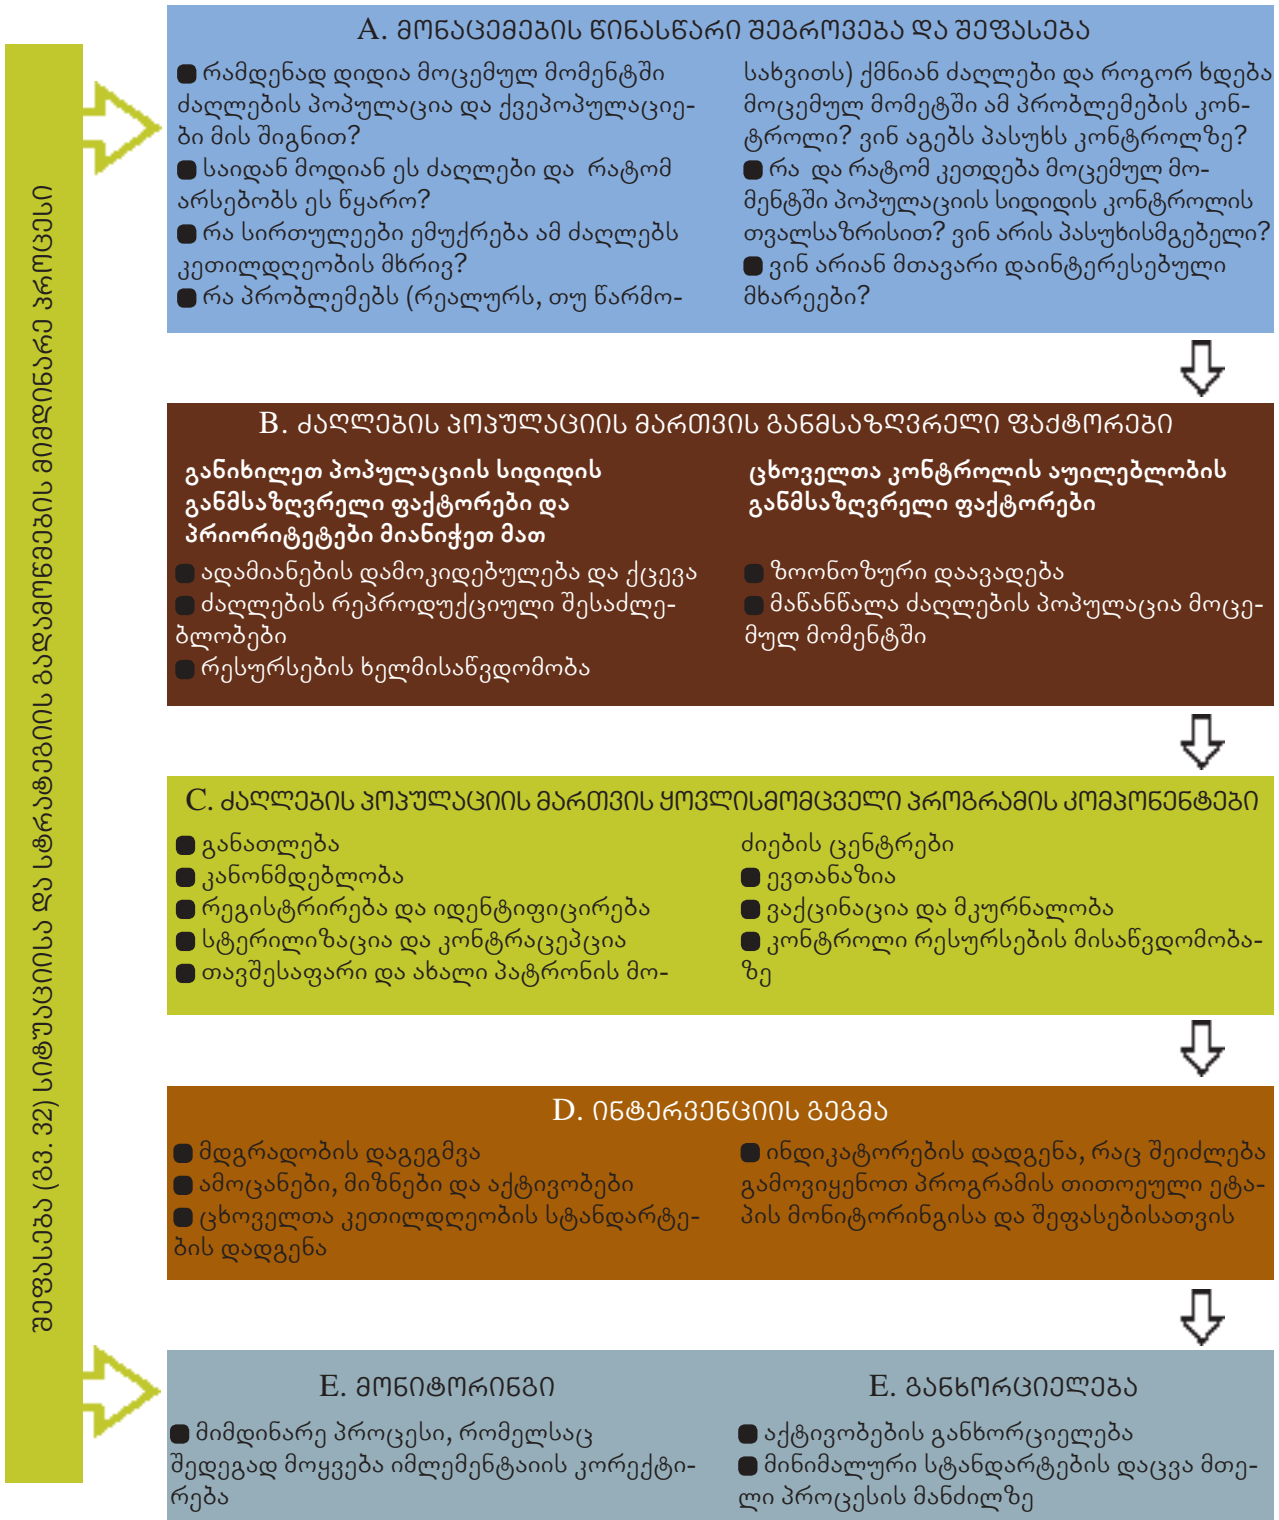 შეფასება (გვ. 32) სიტუაციისა და სტრატეგიის გადამოწმების მიმდინარე პროცესი
A. მონაცემების წინასწარი შეგროვება და შეფასება
რამდენად დიდია მოცემულ მომენტში
ძაღლების პოპულაცია და ქვეპოპულაციე-
ბი მის შიგნით?
საიდან მოდიან ეს ძაღლები და რატომ
არსებობს ეს წყარო?
რა სირთულეები ემუქრება ამ ძაღლებს
კეთილდღეობის მხრივ?
რა პრობლემებს (რეალურს, თუ წარმო-
სახვითს) ქმნიან ძაღლები და როგორ ხდება
მოცემულ მომეტში ამ პრობლემების კონ-
ტროლი? ვინ აგებს პასუხს კონტროლზე?
რა და რატომ კეთდება მოცემულ მო-
მენტში პოპულაციის სიდიდის კონტროლის
თვალსაზრისით? ვინ არის პასუხისმგებელი?
ვინ არიან მთავარი დაინტერესებული
მხარეები?
B. ძაღლების პოპულაციის მართვის განმსაზღვრელი ფაქტორები
განიხილეთ პოპულაციის სიდიდის
განმსაზღვრელი ფაქტორები და
პრიორიტეტები მიანიჭეთ მათ
ადამიანების დამოკიდებულება და ქცევა
ძაღლების რეპროდუქციული შესაძლე-
ბლობები
რესურსების ხელმისაწვდომობა
ცხოველთა კონტროლის აუილებლობის
განმსაზღვრელი ფაქტორები
ზოონოზური დაავადება
მაწანწალა ძაღლების პოპულაცია მოცე-
მულ მომენტში
C. ძაღლების პოპულაციის მართვის ყოვლისმომცველი პროგრამის კომპონენტები
განათლება
კანონმდებლობა
რეგისტრირება და იდენტიფიცირება
სტერილიზაცია და კონტრაცეპცია
თავშესაფარი და ახალი პატრონის მო-
ძიების ცენტრები
ევთანაზია
ვაქცინაცია და მკურნალობა
კონტროლი რესურსების მისაწვდომობა-
ზე
D. ინტერვენციის გეგმა
მდგრადობის დაგეგმვა
ამოცანები, მიზნები და აქტივობები
ცხოველთა კეთილდღეობის სტანდარტე-
ბის დადგენა
ინდიკატორების დადგენა, რაც შეიძლება
გამოვიყენოთ პროგრამის თითოეული ეტა-
პის მონიტორინგისა და შეფასებისათვის
E. მონიტორინგი
მიმდინარე პროცესი, რომელსაც
შედეგად მოყვება იმლემენტაიის კორექტი-
რება
E. განხორციელება
აქტივობების განხორციელება
მინიმალური სტანდარტების დაცვა მთე-
ლი პროცესის მანძილზე